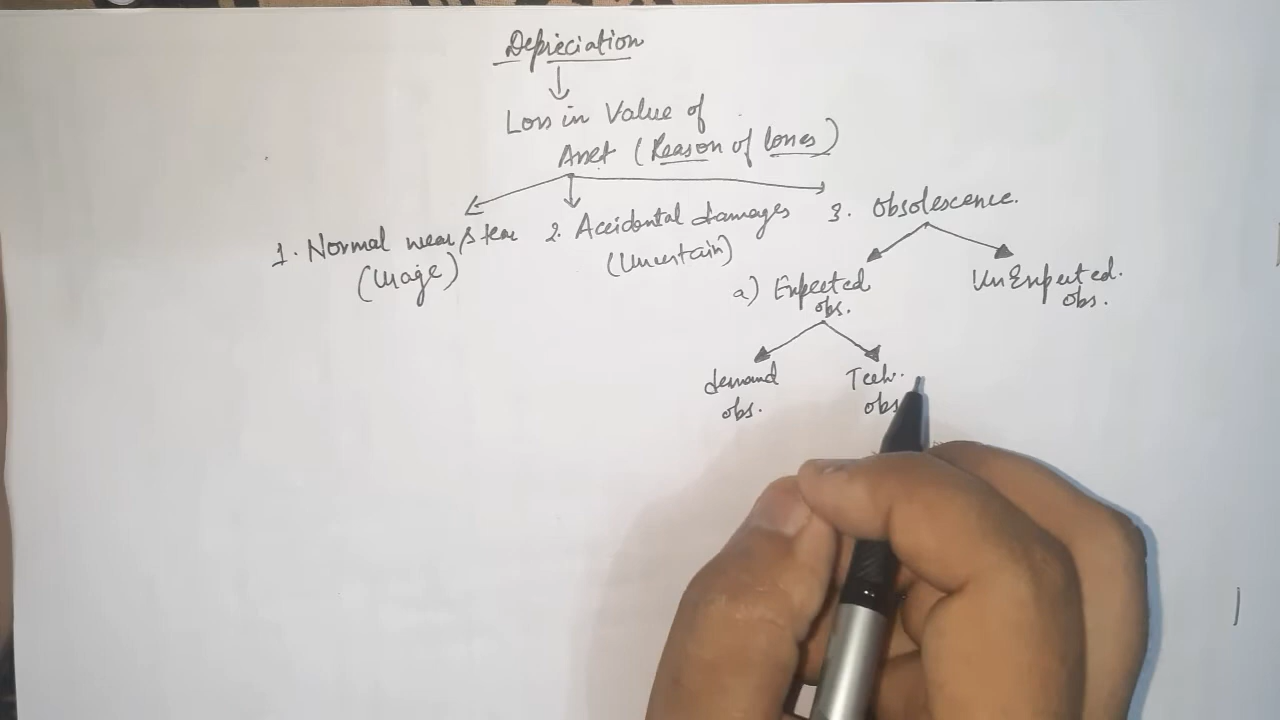 Depreciation
Loss in Value of
Asset (Reason of losses)
1. Normal wear & tear
(Usage)
2. Accidental damages
(Uncertain)
3. Obsolescence.
a) Expected
obs.
UnExpected.
obs.
demand
obs.
Tech.
obs